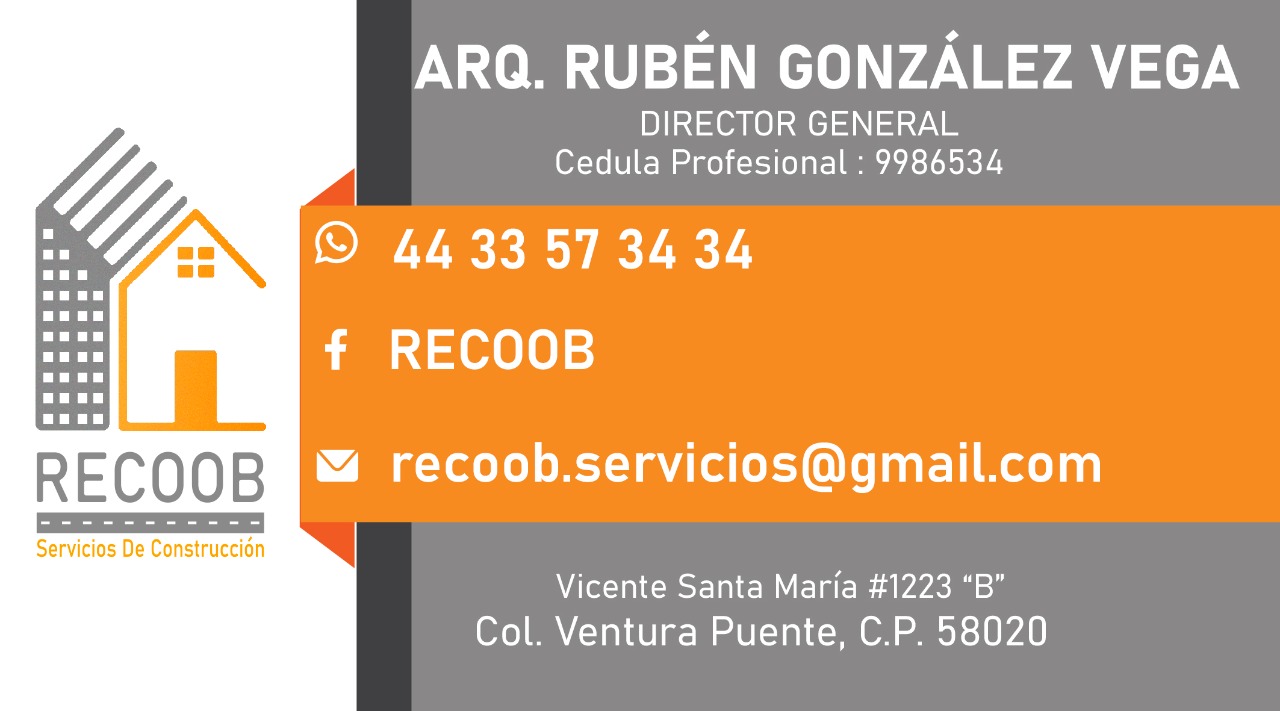 ARQ. RUBÉN GONZÁLEZ VEGA
DIRECTOR GENERAL
Cedula Profesional : 9986534
44 33 57 34 34
RECOOB
recoob.servicios@gmail.com
RECOOB
Servicios De Construcción
Vicente Santa María #1223 “B”
Col. Ventura Puente, C.P. 58020